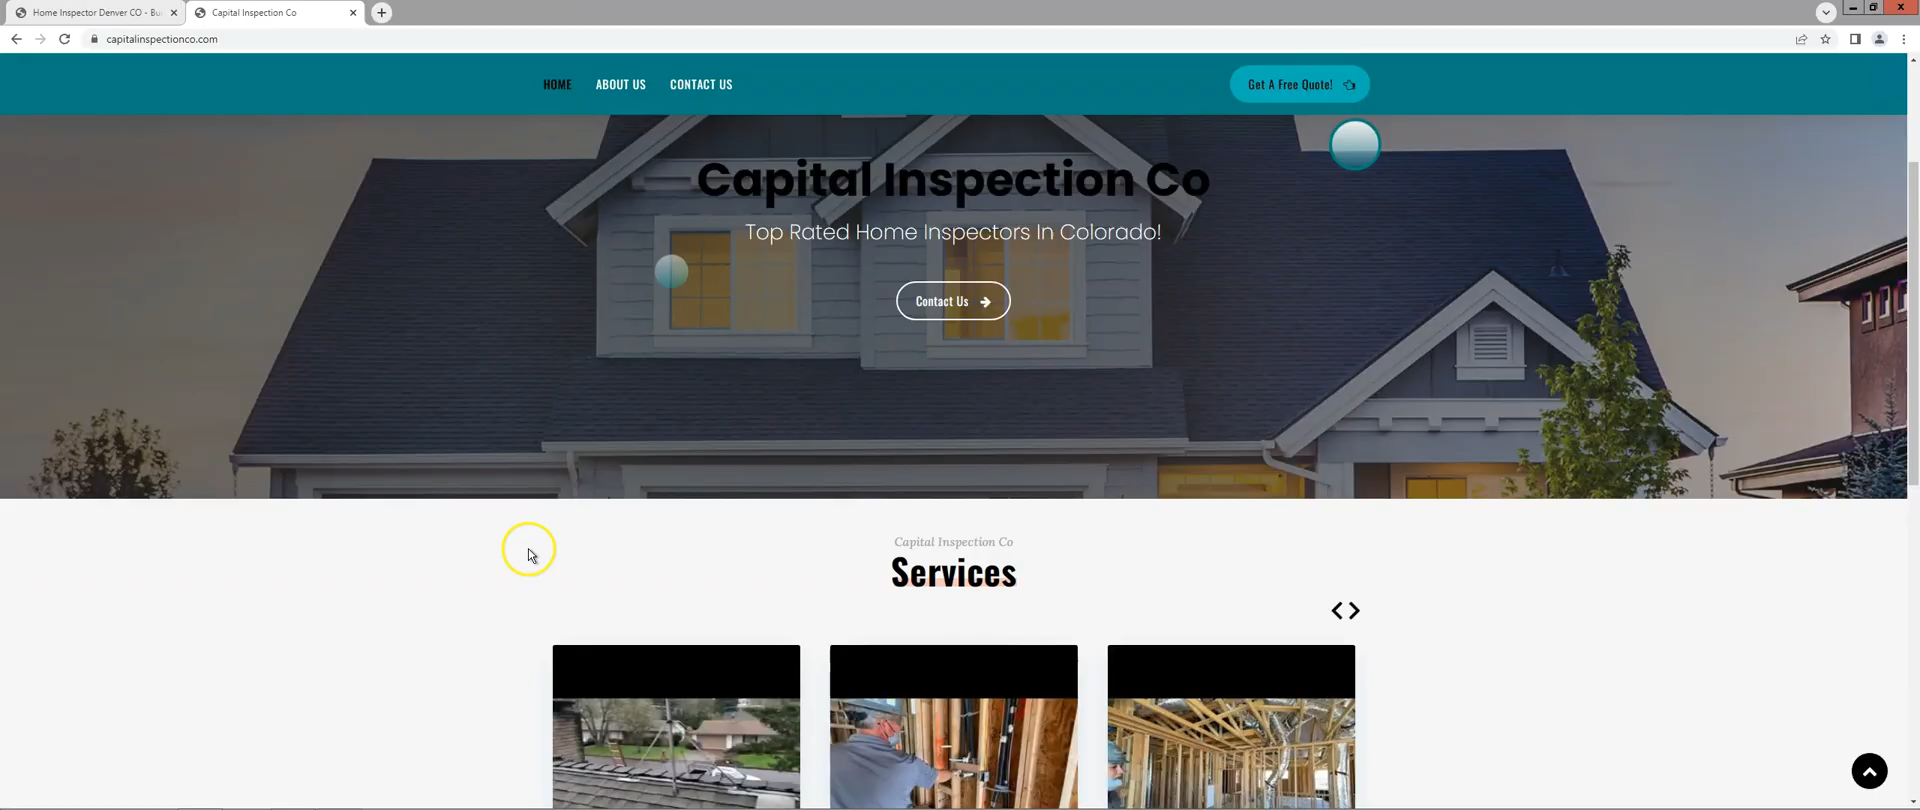 Home Inspector Denver CO - Bu
Capital Inspection Co
capitalinspectionco.com
HOME
ABOUT US
CONTACT US
Get A Free Quote!
Capital Inspection Co
Top Rated Home Inspectors In Colorado!
Contact Us
Capital Inspection Co
Services